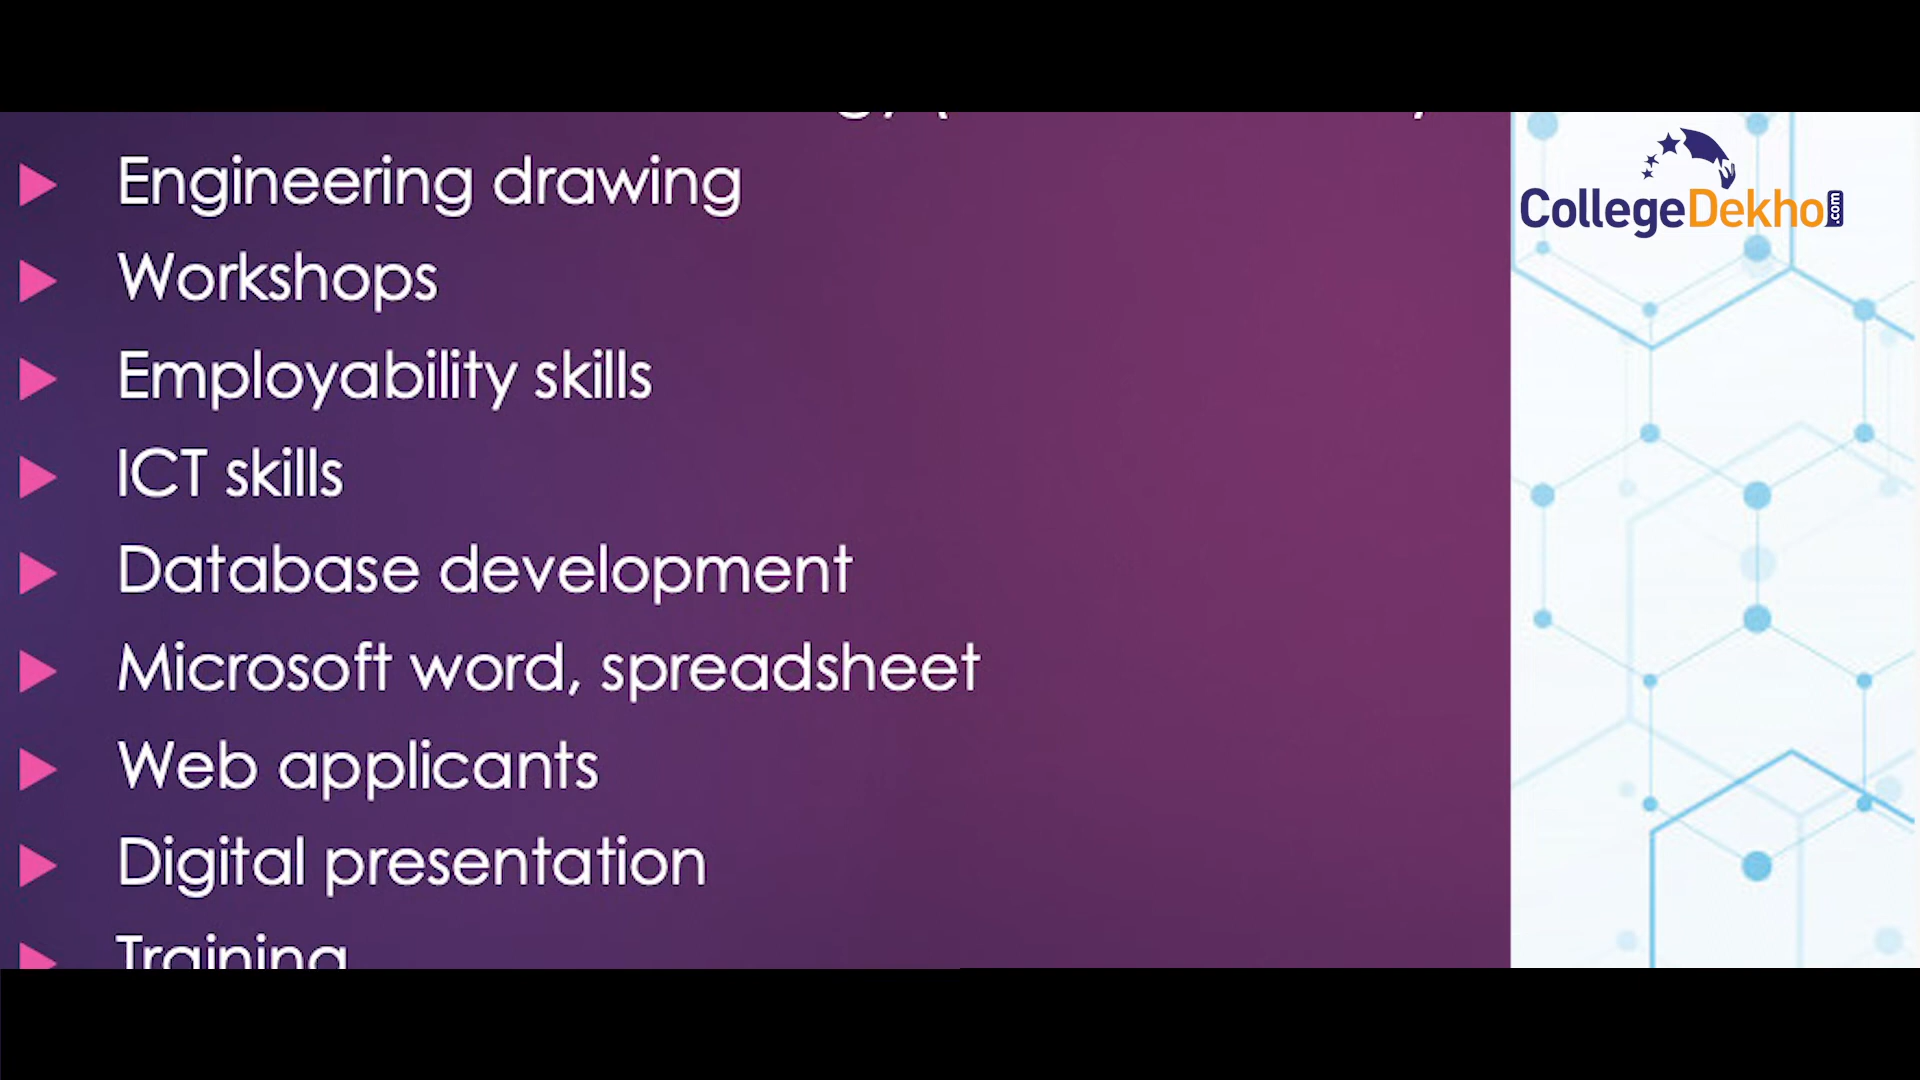 Engineering drawing
CollegeDekho.com
Workshops
Employability skills
ICT skills
Database development
Microsoft word, spreadsheet
Web applicants
Digital presentation
Training